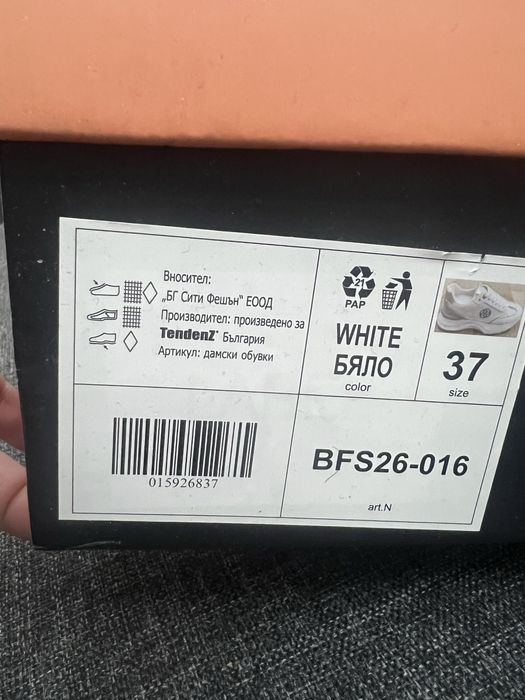 Вносител:
„БГ Сити Фешън" ЕООД
Производител: произведено за
TendenZ® България
Артикул: дамски обувки
21
PAP
WHITE
БЯЛО
color
37
size
015926837
BFS26-016
art.N